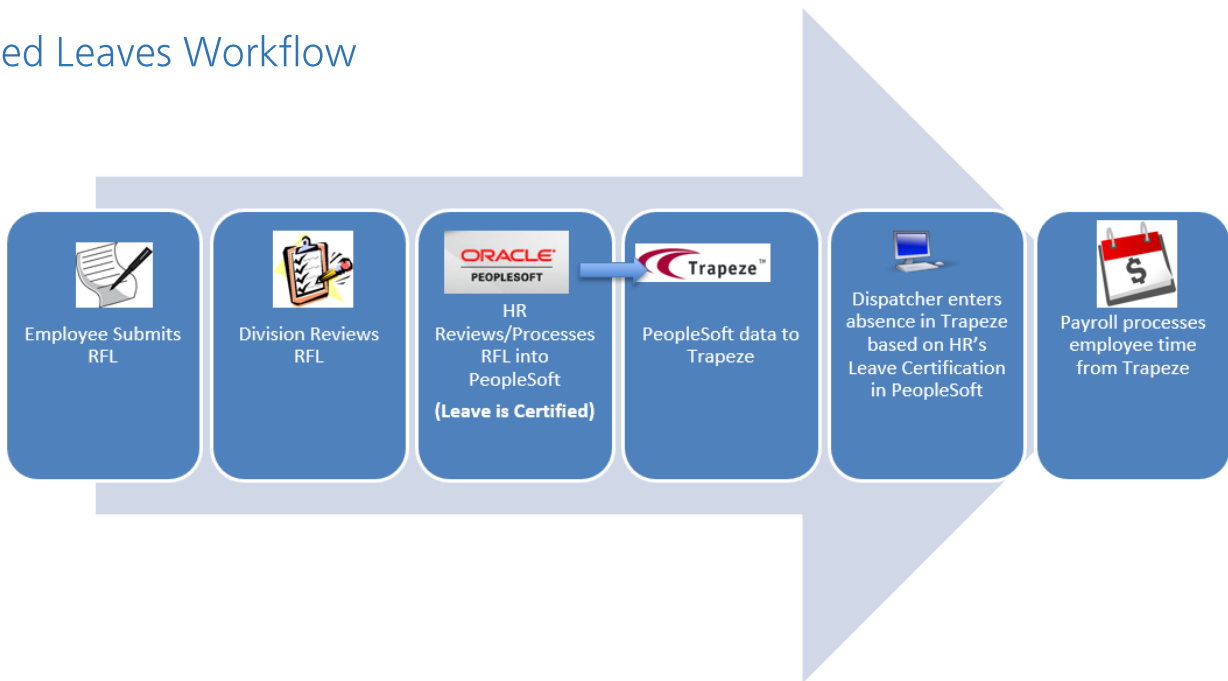 ed Leaves Workflow
Employee Submits
RFL
Division Reviews
RFL
ORACLE®
PEOPLESOFT
HR
Reviews/Processes
RFL into
PeopleSoft
(Leave is Certified)
Trapeze™
PeopleSoft data to
Trapeze
Dispatcher enters
absence in Trapeze
based on HR's
Leave Certification
in PeopleSoft
$
Payroll processes
employee time
from Trapeze